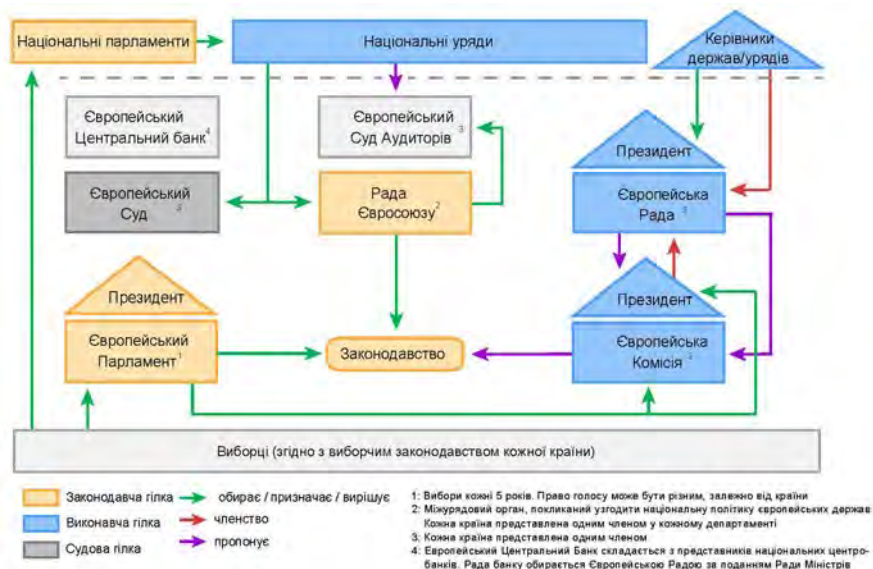 Національні парламенти
Національні уряди
Керівники
держав/урядів
Європейський
Центральний банк 4
Європейський
Суд Аудиторів 3
Президент
Європейський
Суд
Рада
Євросоюзу 2
Європейська
Рада 3
Президент
Президент
Європейський
Парламент 1
Законодавство
Європейська
Комісія
Виборці (згідно з виборчим законодавством кожної країни)
Законодавча гілка
обирає / призначає / вирішує
Виконавча гілка
членство
Судова гілка
пропонує
1: Вибори кожні 5 років. Право голосу може бути різним, залежно від країни
2: Міжурядовий орган, покликаний узгодити національну політику європейських держав
Кожна країна представлена одним членом у кожному департаменті
3: Кожна країна представлена одним членом
4: Європейський Центральний Банк складається з представників національних центро-
банків. Рада банку обирається Європейською Радою за поданням Ради Міністрів